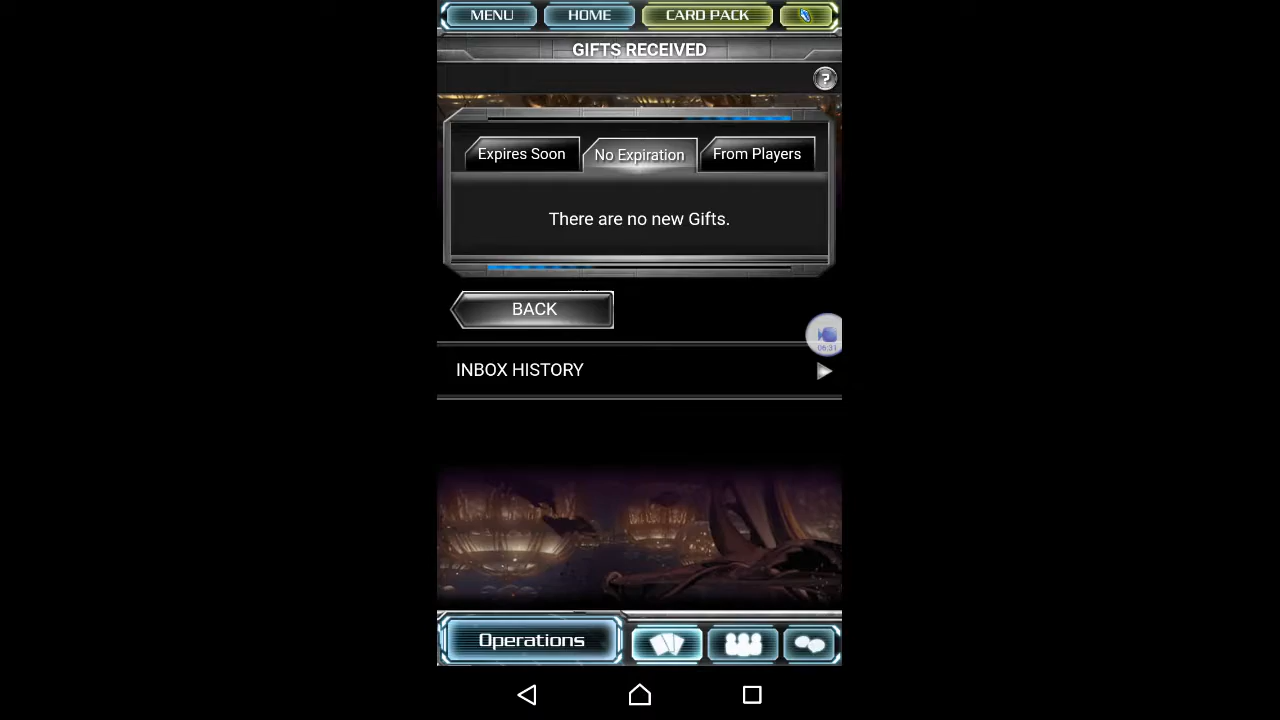 MENU HOME CARD PACK
GIFTS RECEIVED
?
Expires Soon No Expiration From Players
There are no new Gifts.
BACK
INBOX HISTORY
Operations